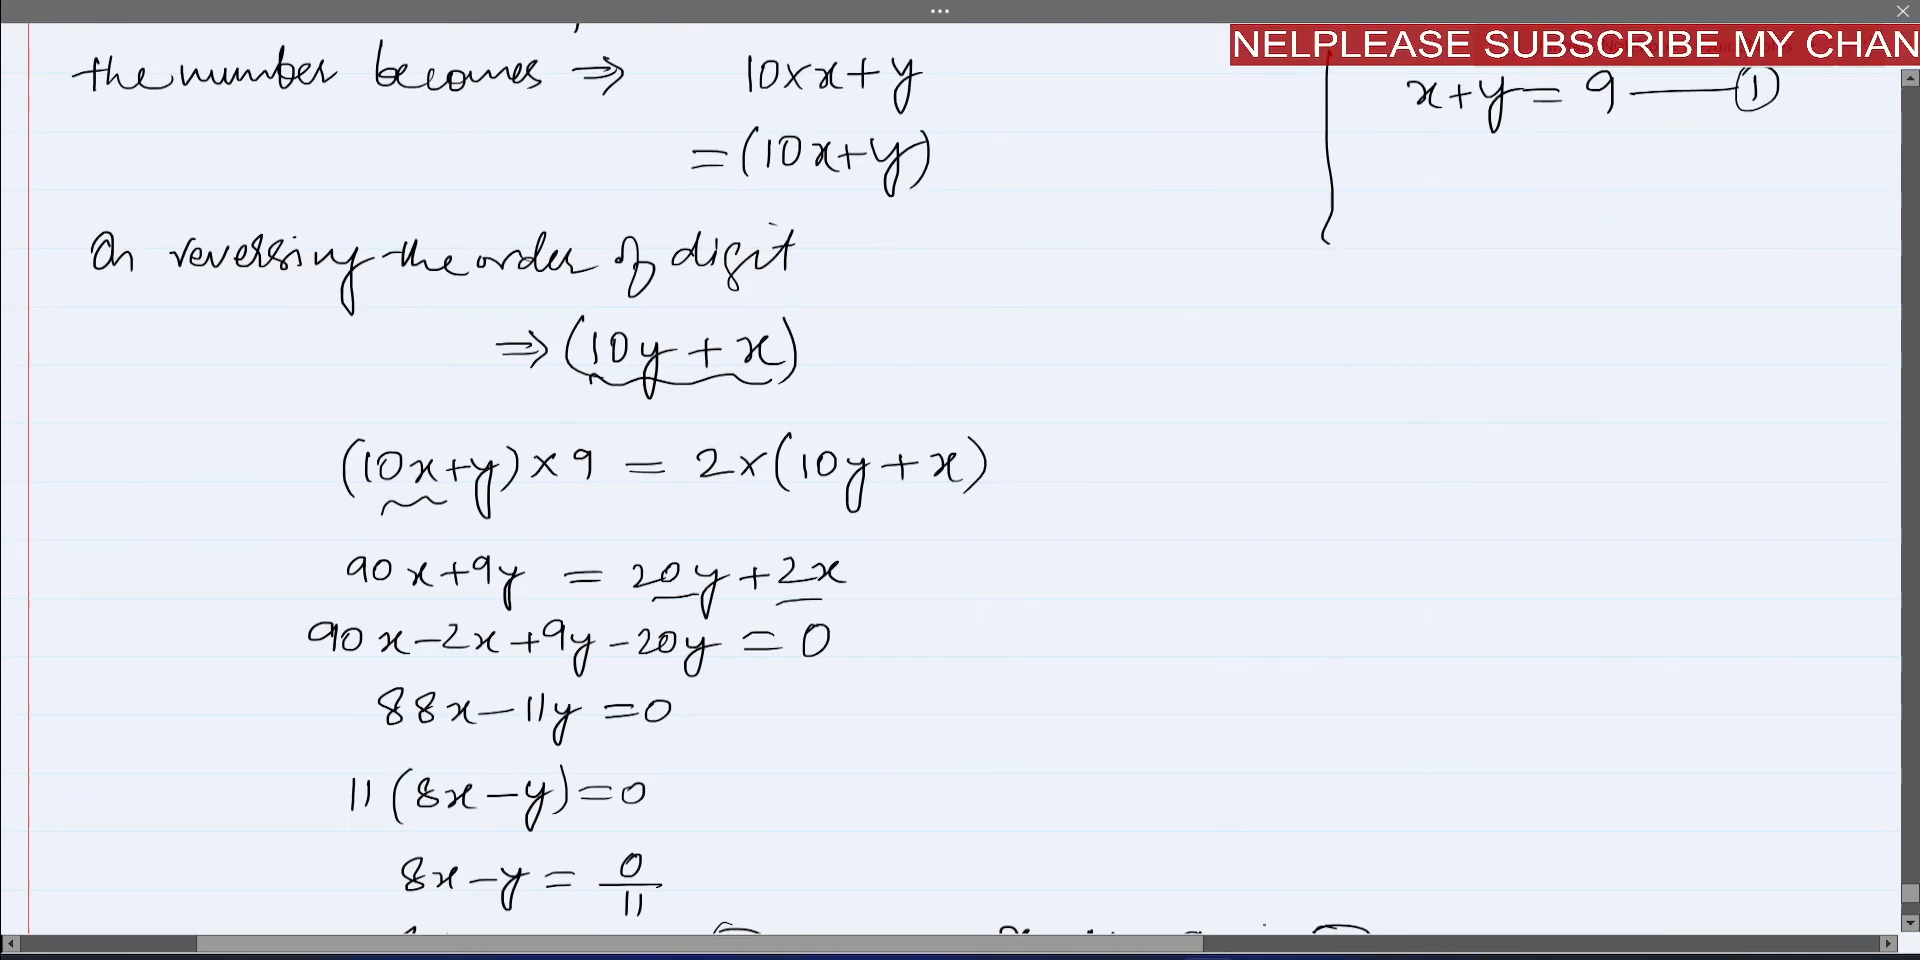 NELPLEASE SUBSCRIBE MY CHAN
the number becomes ⇒ 10×x+y
= (10x+y)
x+y = 9 — ①
On reversing the order of digit
⇒ (10y + x)
(10x+y) × 9 = 2×(10y+x)
90x+9y = 20y+2x
90x-2x+9y-20y = 0
88x-11y = 0
11(8x-y) = 0
8x-y = 0/11